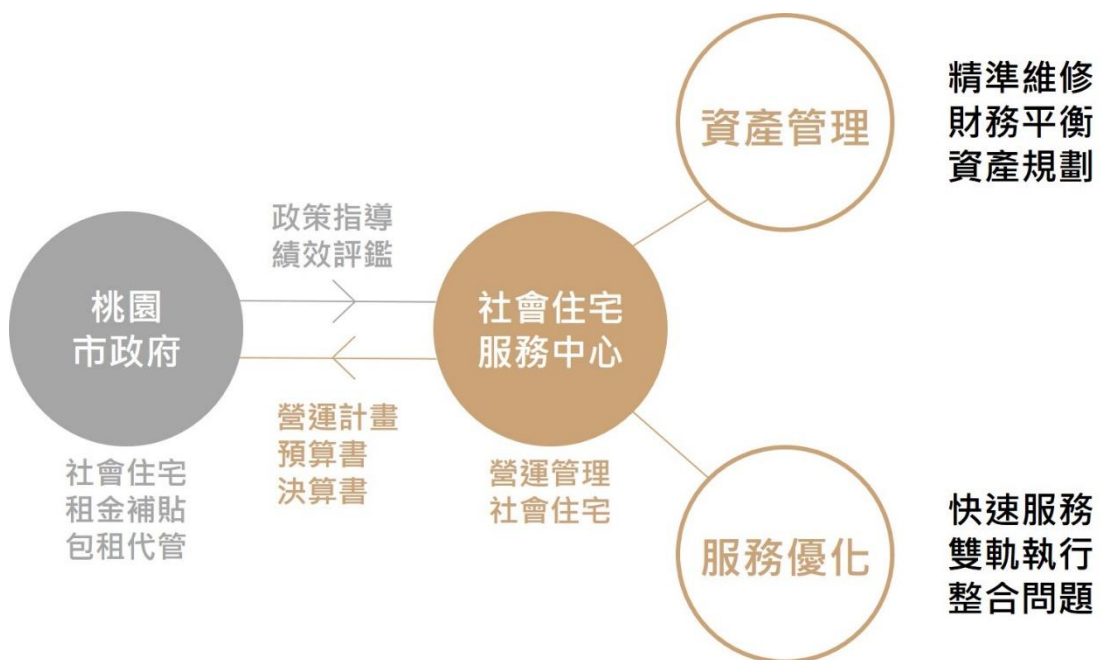 桃園
市政府
社會住宅
租金補貼
包租代管
政策指導
績效評鑑
營運計畫
預算書
決算書
社會住宅
服務中心
營運管理
社會住宅
資產管理
精準維修
財務平衡
資產規劃
服務優化
快速服務
雙軌執行
整合問題